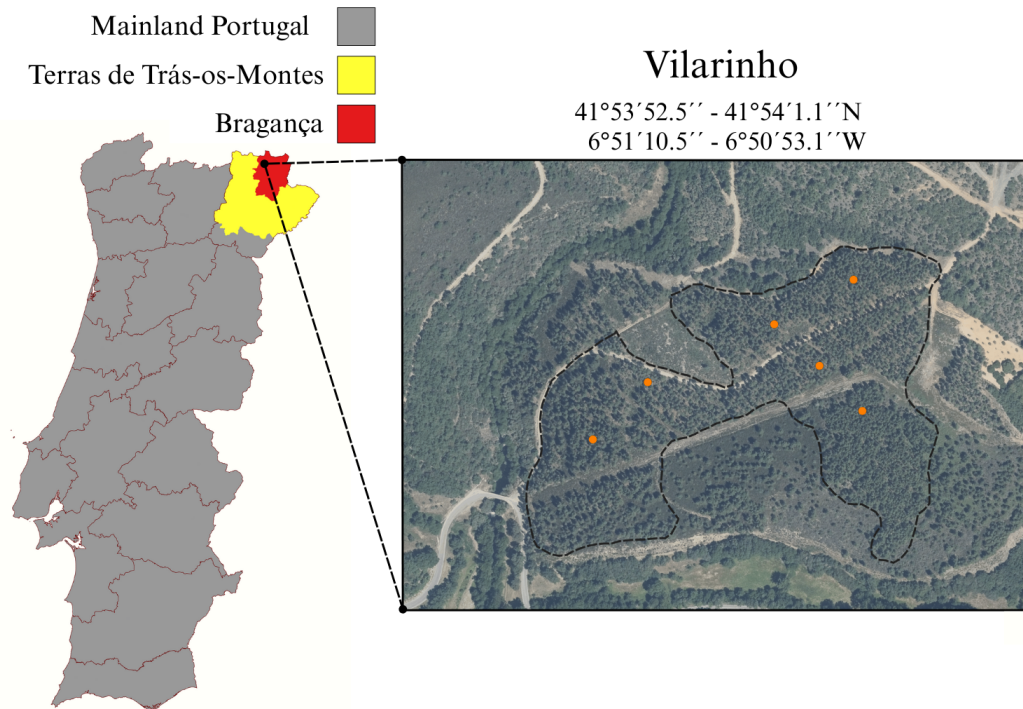 Mainland Portugal
Terras de Trás-os-Montes
Bragança
Vilarinho
41°53´52.5´´ - 41°54´1.1´´N
6°51´10.5´´ - 6°50´53.1´´W